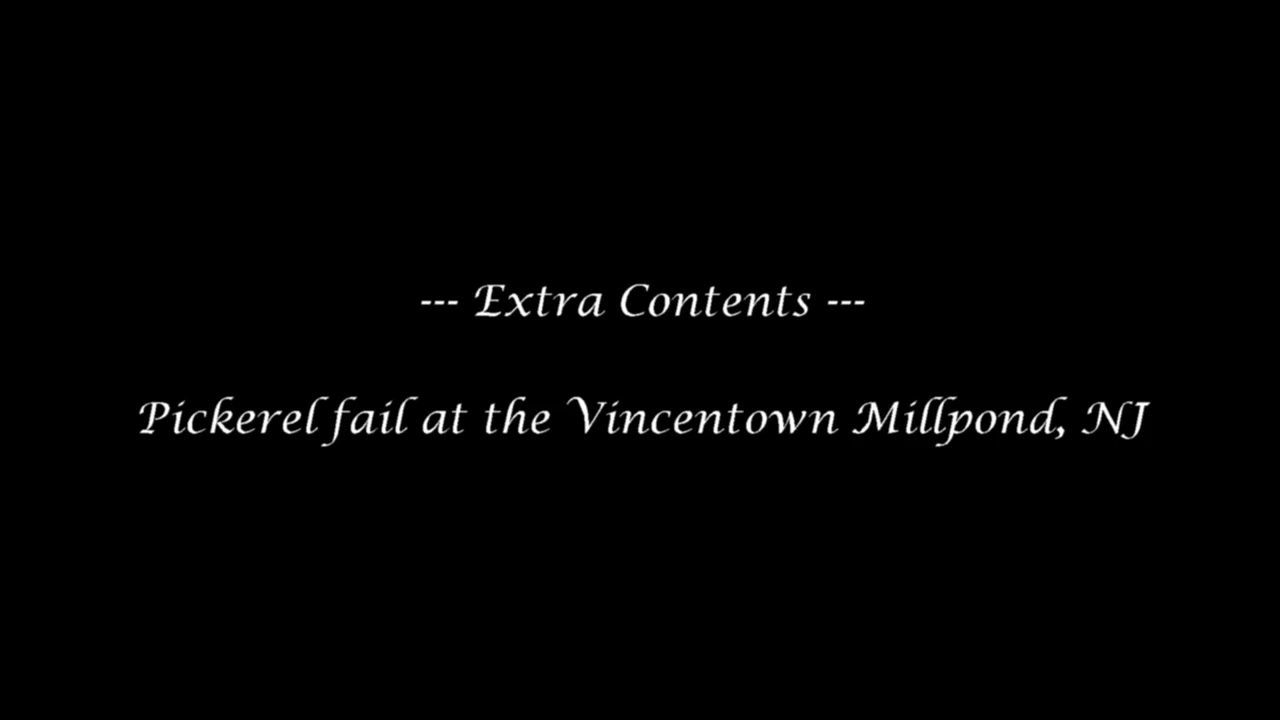 --- Extra Contents ---
Pickerel fail at the Vincentown Millpond, NJ